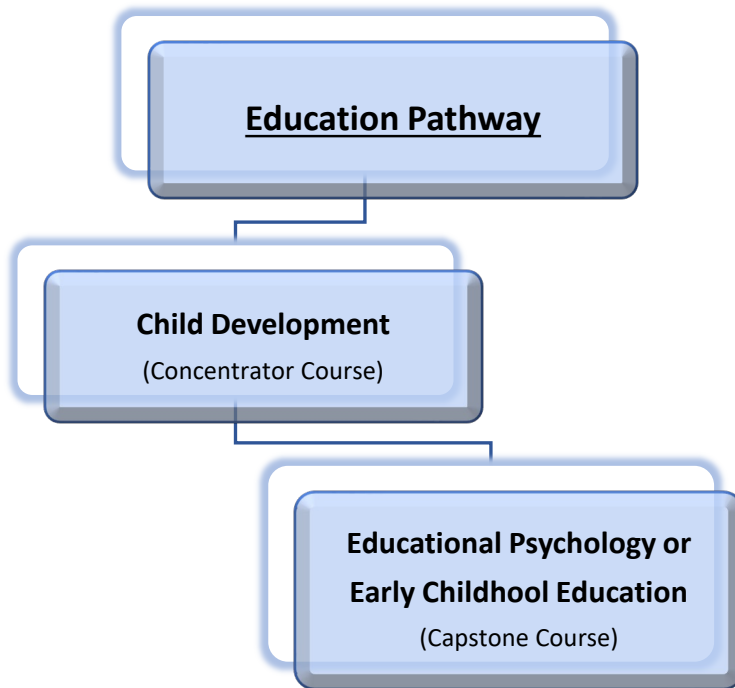 Education Pathway
Child Development
(Concentrator Course)
Educational Psychology or
Early Childhool Education
(Capstone Course)